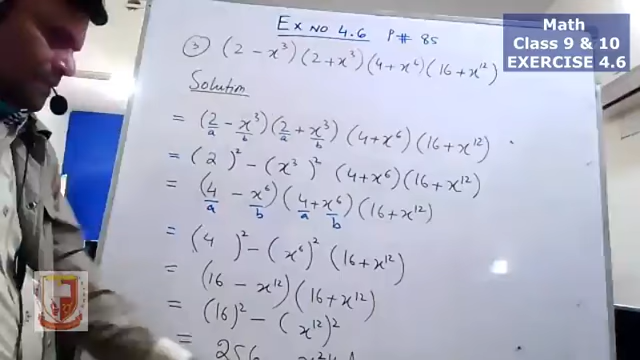 Math
Class 9 & 10
EXERCISE 4.6
Ex No 4.6 P# 85
③ (2 - x³)(2 + x³)(4 + x⁶)(16 + x¹²)
Solution
= (2 - x³)(2 + x³)(4 + x⁶)(16 + x¹²)
a b a b
= (2)² - (x³)² (4 + x⁶)(16 + x¹²)
= (4 - x⁶)(4 + x⁶)(16 + x¹²)
a b a b
= (4)² - (x⁶)² (16 + x¹²)
= (16 - x¹²)(16 + x¹²)
= (16)² - (x¹²)²
= 256